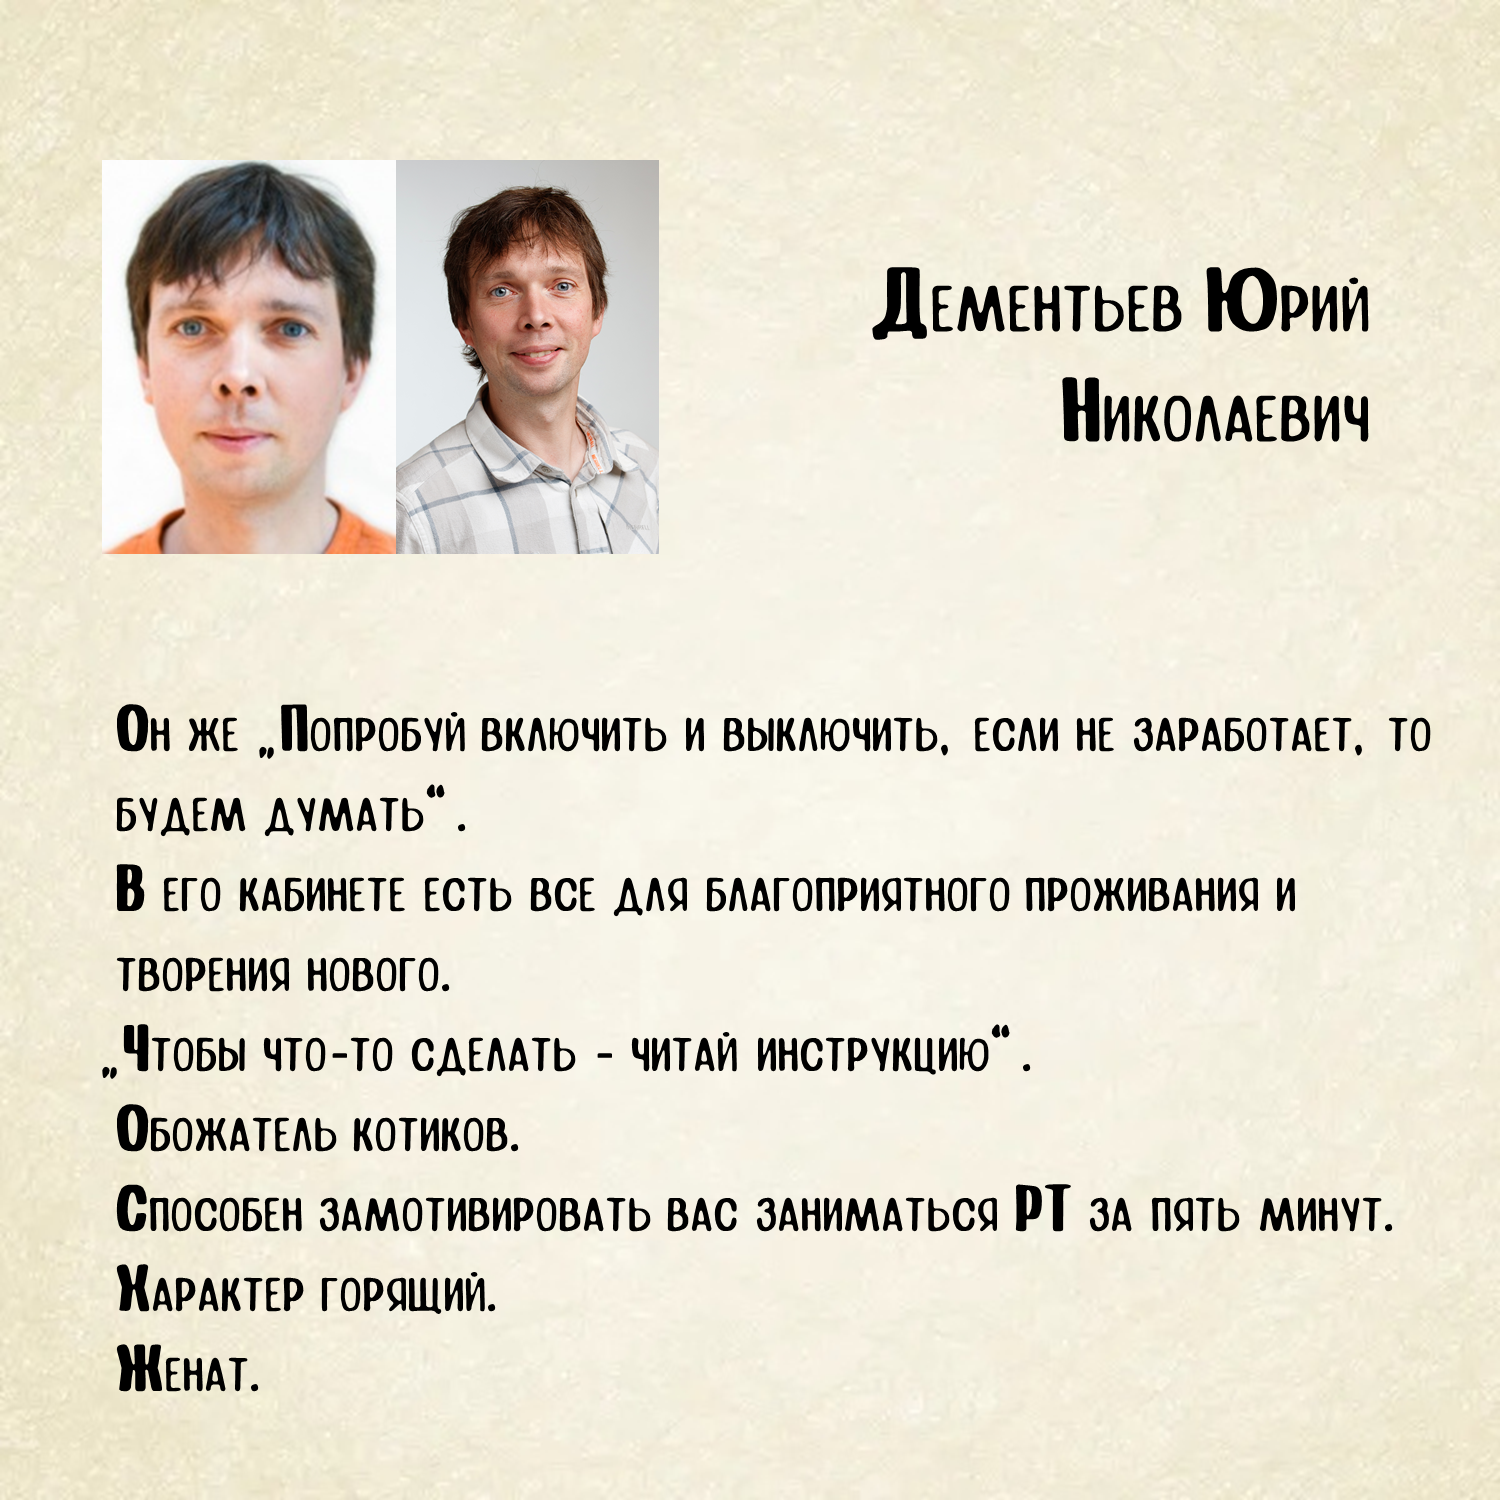 Дементьев Юрий
Николаевич
Он же „Попробуй включить и выключить, если не заработает, то
будем думать“.
В его кабинете есть все для благоприятного проживания и
творения нового.
„Чтобы что-то сделать - читай инструкцию“.
Обожатель котиков.
Способен замотивировать вас заниматься РТ за пять минут.
Характер горящий.
Женат.